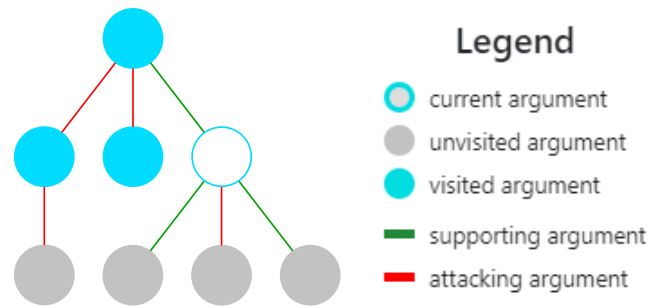 Legend
current argument
unvisited argument
visited argument
supporting argument
attacking argument